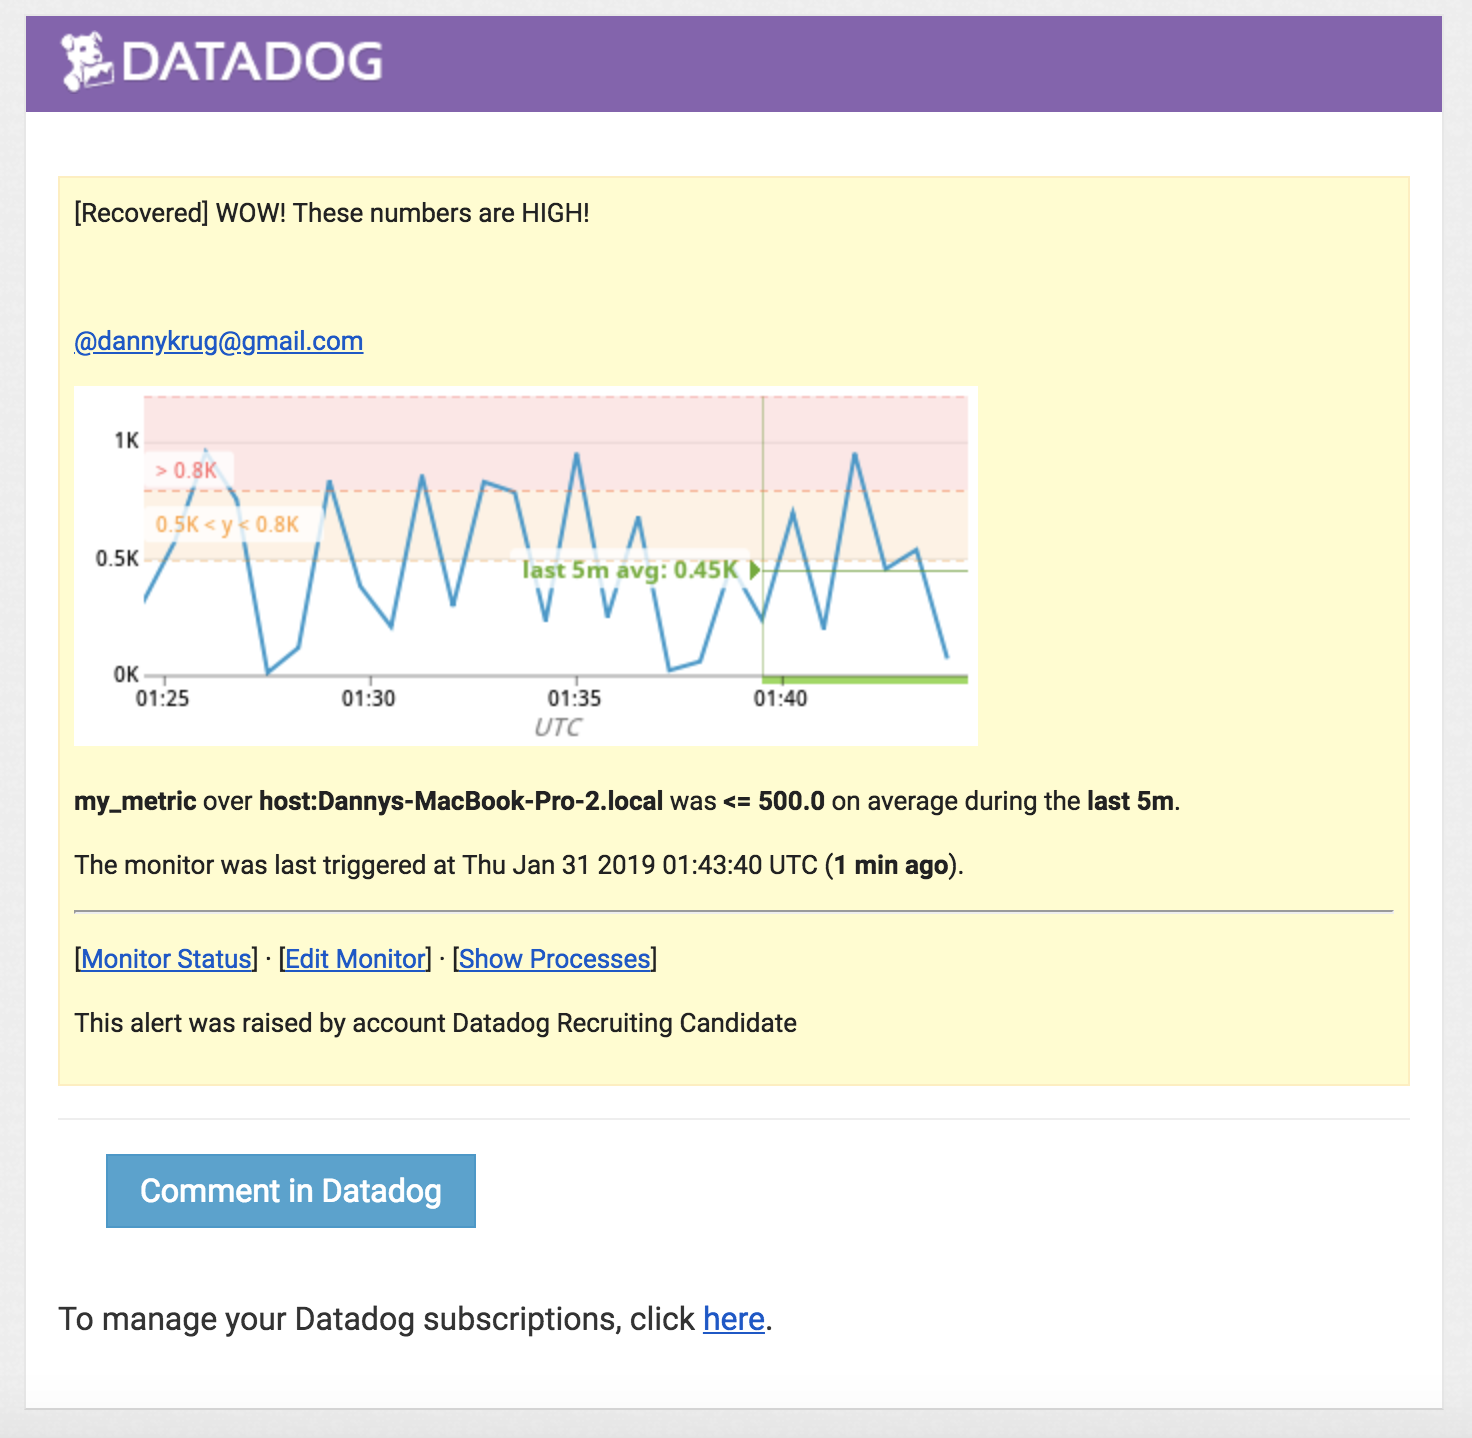 DATADOG
[Recovered] WOW! These numbers are HIGH!
@dannykrug@gmail.com
1K
> 0.8K
0.5K < y < 0.8K
0.5K
last 5m avg: 0.45K
0K
01:25 01:30 01:35 01:40
UTC
my_metric over host:Dannys-MacBook-Pro-2.local was <= 500.0 on average during the last 5m.
The monitor was last triggered at Thu Jan 31 2019 01:43:40 UTC (1 min ago).
[Monitor Status] · [Edit Monitor] · [Show Processes]
This alert was raised by account Datadog Recruiting Candidate
Comment in Datadog
To manage your Datadog subscriptions, click here.